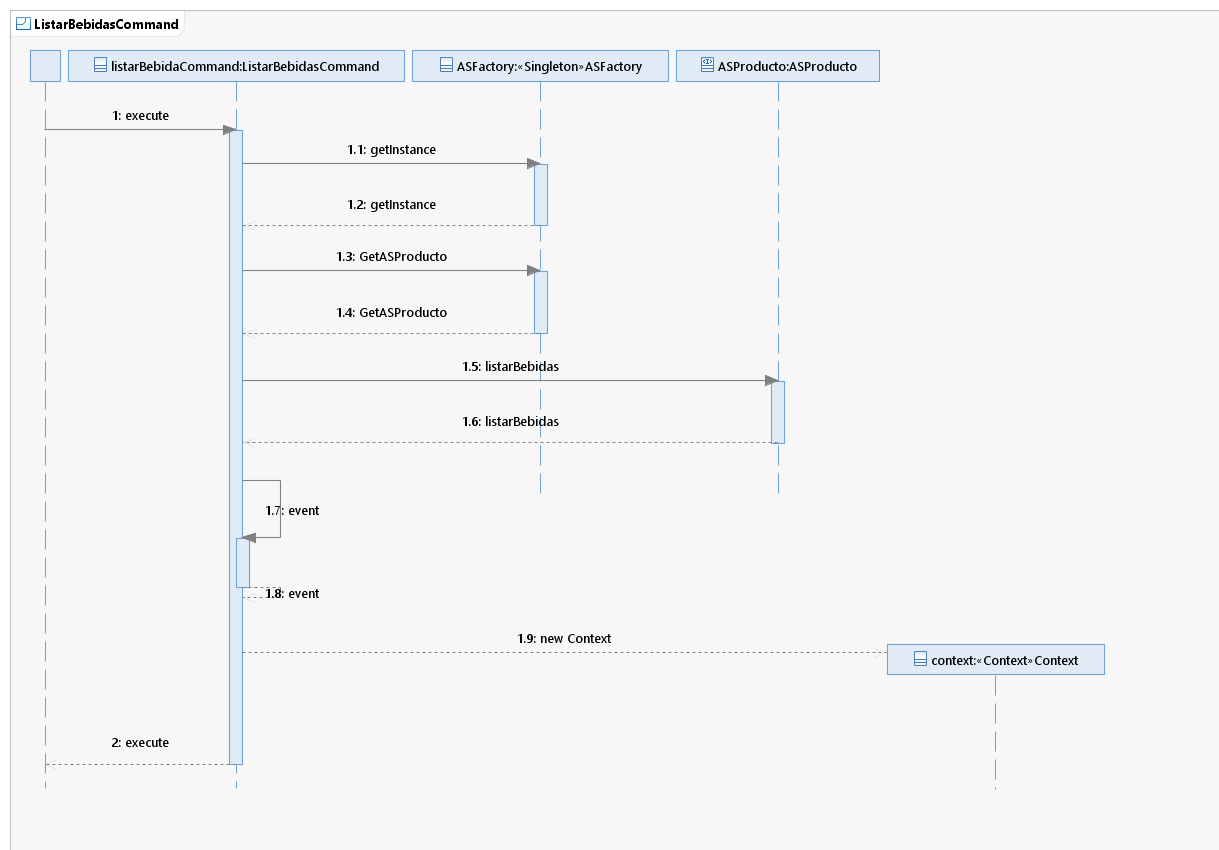 ListarBebidasCommand
listarBebidaCommand:ListarBebidasCommand
ASFactory:«Singleton»ASFactory
ASProducto:ASProducto
1: execute
1.1: getInstance
1.2: getInstance
1.3: GetASProducto
1.4: GetASProducto
1.5: listarBebidas
1.6: listarBebidas
1.7: event
1.8: event
1.9: new Context
context:«Context»Context
2: execute